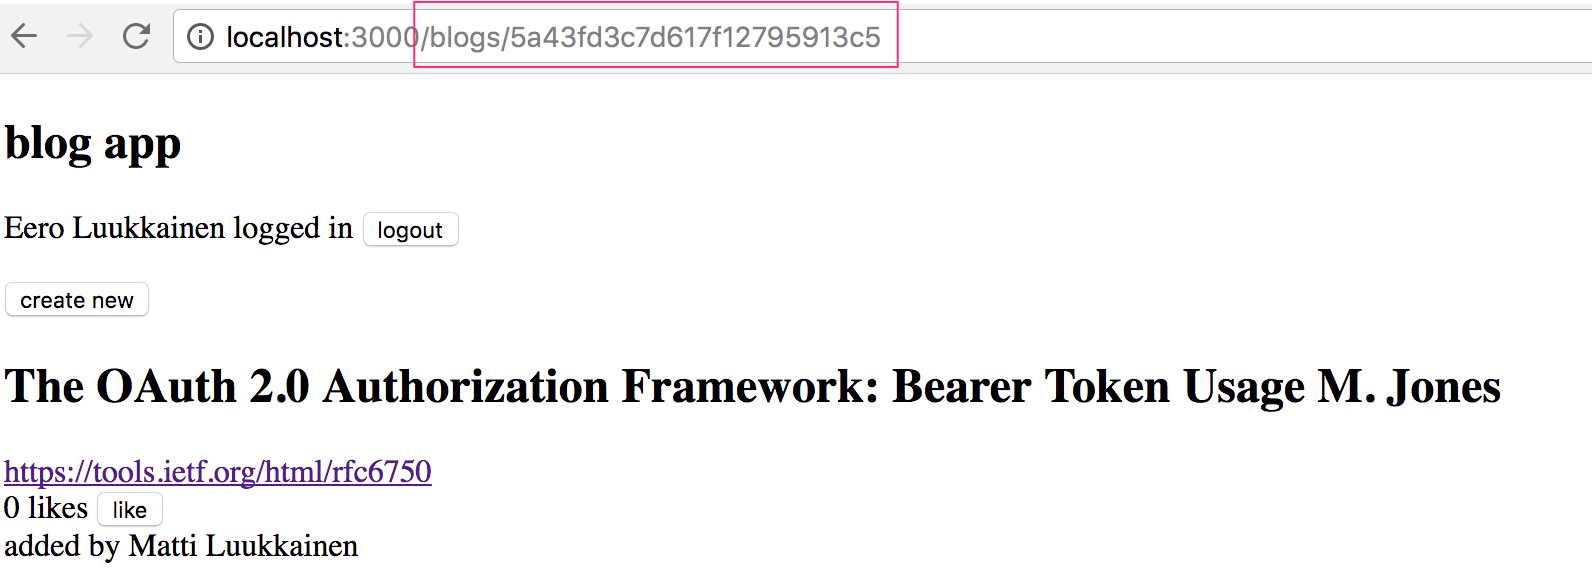 localhost:3000/blogs/5a43fd3c7d617f12795913c5
blog app
Eero Luukkainen logged in logout
create new
The OAuth 2.0 Authorization Framework: Bearer Token Usage M. Jones
https://tools.ietf.org/html/rfc6750
0 likes like
added by Matti Luukkainen